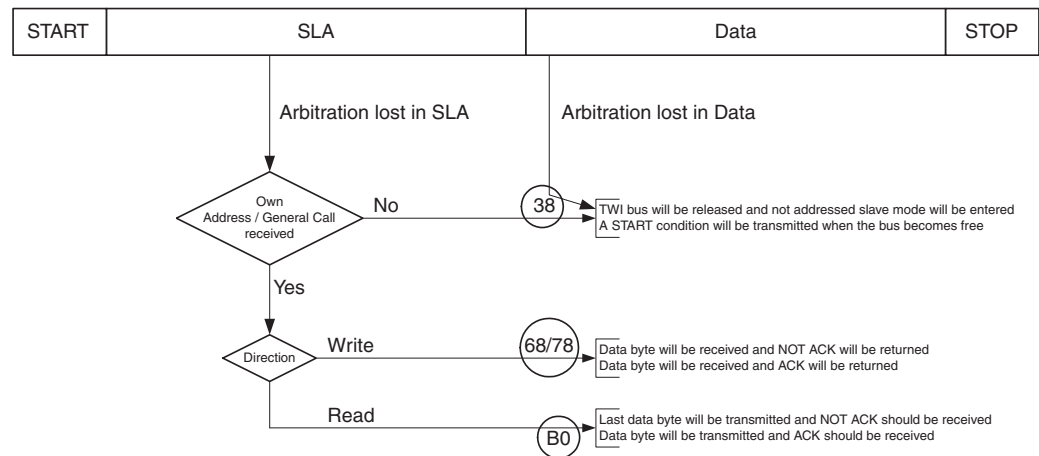 START SLA Data STOP
Arbitration lost in SLA Arbitration lost in Data
Own
Address / General Call
received
No
38
TWI bus will be released and not addressed slave mode will be entered
A START condition will be transmitted when the bus becomes free
Yes
Direction
Write
68/78
Data byte will be received and NOT ACK will be returned
Data byte will be received and ACK will be returned
Read
B0
Last data byte will be transmitted and NOT ACK should be received
Data byte will be transmitted and ACK should be received